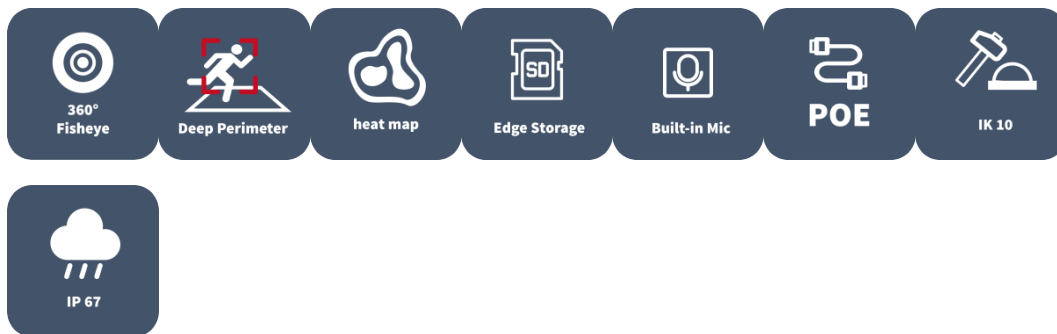 360°
Fisheye
Deep Perimeter
heat map
SD
Edge Storage
Built-in Mic
POE
IK 10
IP 67